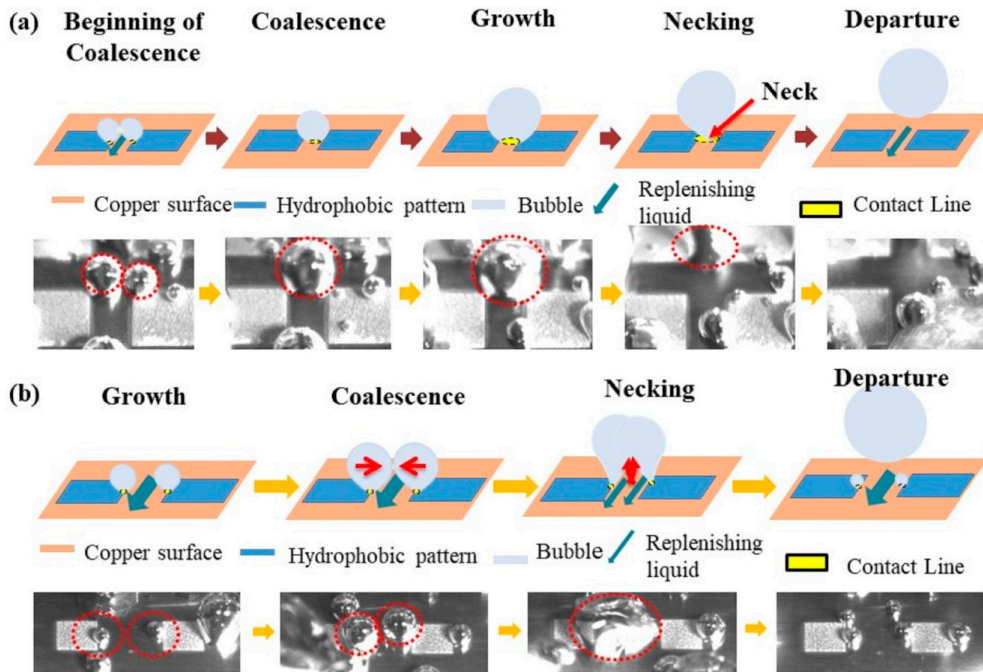 (a)
Beginning of
Coalescence
Coalescence
Growth
Necking
Departure
Neck
Copper surface
Hydrophobic pattern
Bubble
Replenishing
liquid
Contact Line
(b)
Growth
Coalescence
Necking
Departure
Copper surface
Hydrophobic pattern
Bubble
Replenishing
liquid
Contact Line